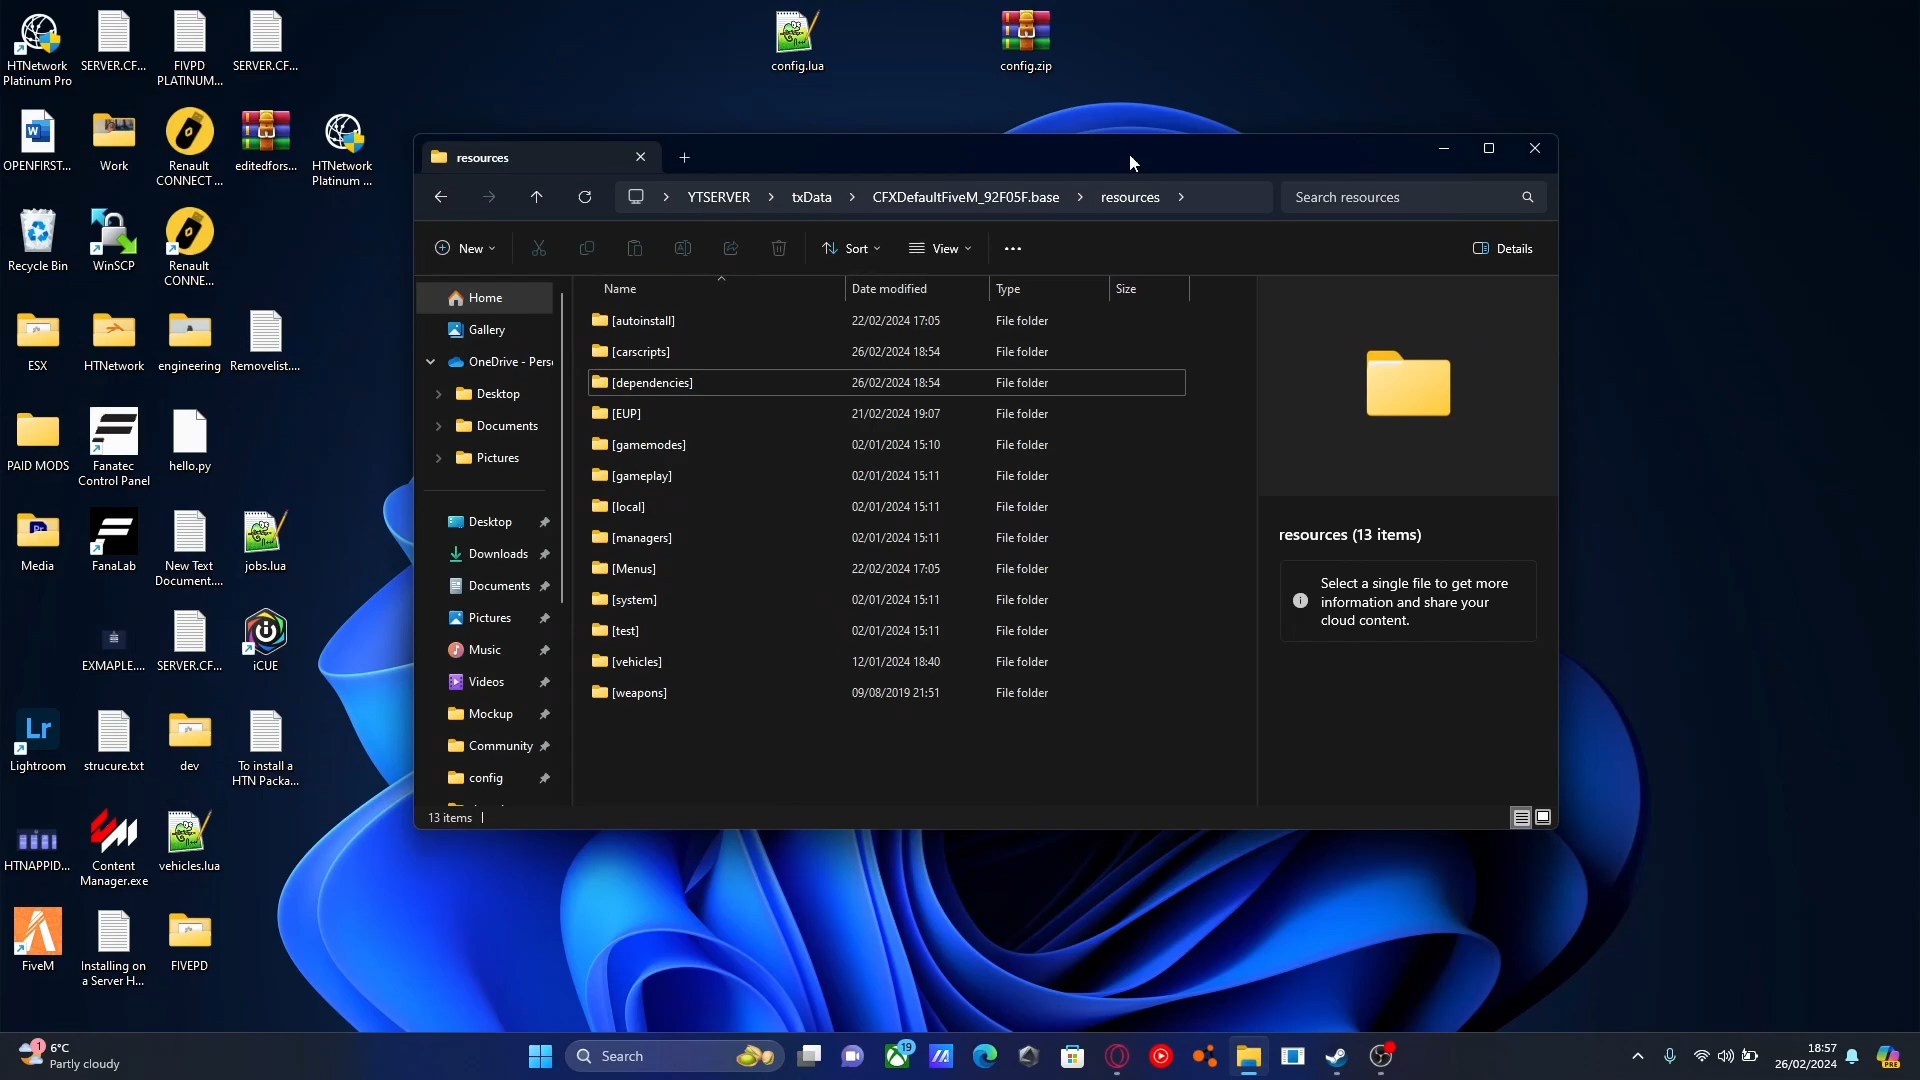 HTNetwork
Platinum Pro
SERVER.CF...
FIVPD
PLATINUM...
SERVER.CF...
config.lua
config.zip
OPENFIRST...
Work
Renault
CONNECT ...
editedfors...
HTNetwork
Platinum ...
Recycle Bin
WinSCP
Renault
CONNE...
ESX
HTNetwork
engineering
Removelist....
PAID MODS
Fanatec
Control Panel
hello.py
Media
FanaLab
New Text
Document....
jobs.lua
EXMAPLE....
SERVER.CF...
iCUE
Lr
Lightroom
strucure.txt
dev
To install a
HTN Packa...
HTNAPPID...
Content
Manager.exe
vehicles.lua
FiveM
Installing on
a Server H...
FIVEPD
resources
YTSERVER > txData > CFXDefaultFiveM_92F05F.base > resources >
Search resources
New
Sort
View
Details
Home
Gallery
OneDrive - Pers
Desktop
Documents
Pictures
Desktop
Downloads
Documents
Pictures
Music
Videos
Mockup
Community
config
Name Date modified Type Size
[autoinstall] 22/02/2024 17:05 File folder
[carscripts] 26/02/2024 18:54 File folder
[dependencies] 26/02/2024 18:54 File folder
[EUP] 21/02/2024 19:07 File folder
[gamemodes] 02/01/2024 15:10 File folder
[gameplay] 02/01/2024 15:11 File folder
[local] 02/01/2024 15:11 File folder
[managers] 02/01/2024 15:11 File folder
[Menus] 22/02/2024 17:05 File folder
[system] 02/01/2024 15:11 File folder
[test] 02/01/2024 15:11 File folder
[vehicles] 12/01/2024 18:40 File folder
[weapons] 09/08/2019 21:51 File folder
resources (13 items)
Select a single file to get more
information and share your
cloud content.
13 items
1
6°C
Partly cloudy
Search
19
18:57
26/02/2024
PRE